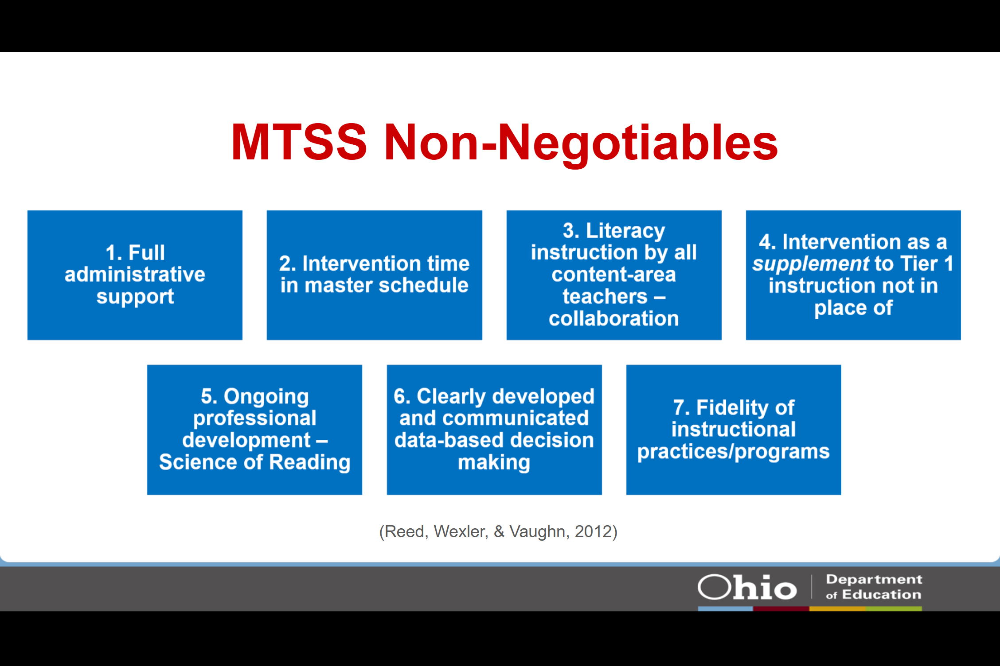 MTSS Non-Negotiables
1. Full
administrative
support
2. Intervention time
in master schedule
3. Literacy
instruction by all
content-area
teachers –
collaboration
4. Intervention as a
supplement to Tier 1
instruction not in
place of
5. Ongoing
professional
development –
Science of Reading
6. Clearly developed
and communicated
data-based decision
making
7. Fidelity of
instructional
practices/programs
(Reed, Wexler, & Vaughn, 2012)
Ohio
Department
of Education